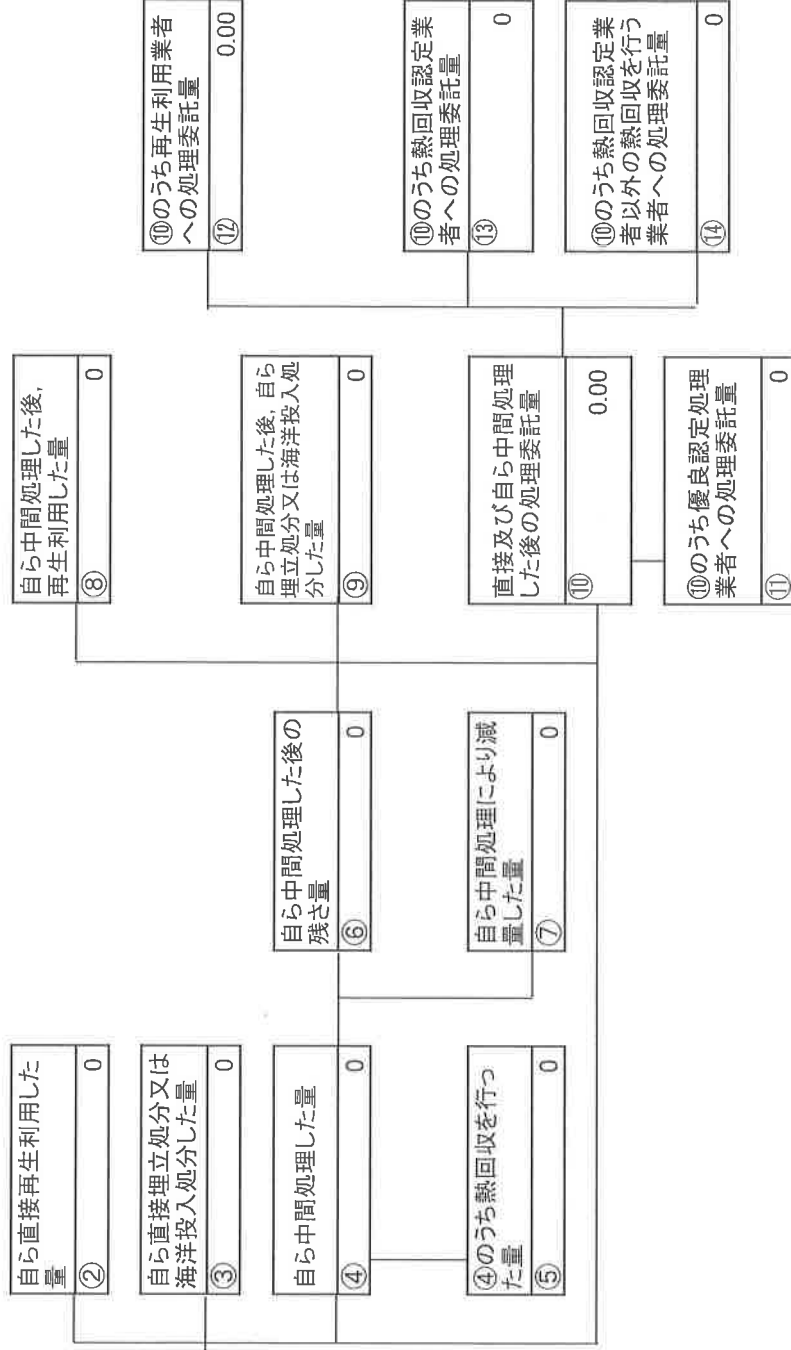 自ら直接再生利用した
量
② 0
自ら直接埋立処分又は
海洋投入処分した量
③ 0
自ら中間処理した量
④ 0
④のうち熱回収を行っ
た量
⑤ 0
自ら中間処理した後の
残さ量
⑥ 0
自ら中間処理により減
量した量
⑦ 0
自ら中間処理した後,
再生利用した量
⑧ 0
自ら中間処理した後, 自ら
埋立処分又は海洋投入処
分した量
⑨ 0
直接及び自ら中間処理
した後の処理委託量
⑩ 0.00
⑩のうち優良認定処理
業者への処理委託量
⑪ 0
⑩のうち再生利用業者
への処理委託量
⑫ 0.00
⑩のうち熱回収認定業
者への処理委託量
⑬ 0
⑩のうち熱回収認定業
者以外の熱回収を行う
業者への処理委託量
⑭ 0